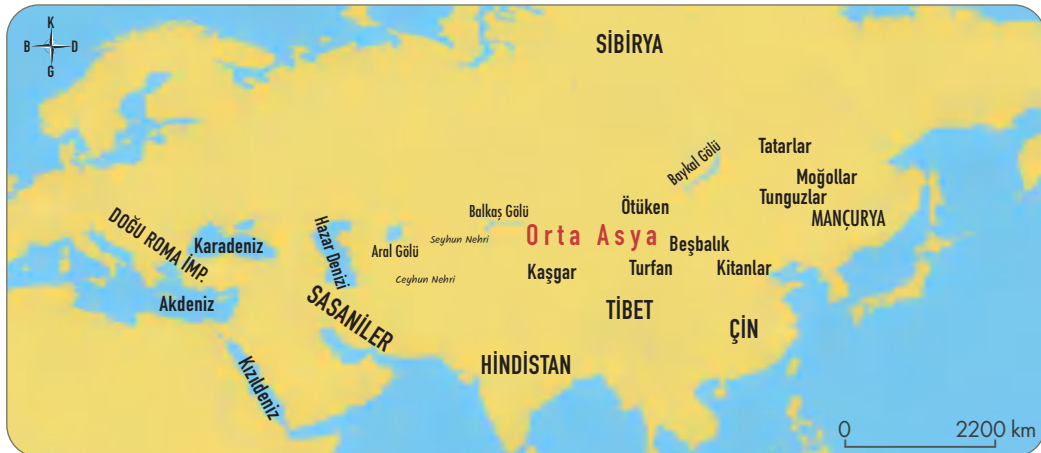 K
B D
G
SİBİRYA
Tatarlar
Baykal Gölü
Moğollar
Tunguzlar
MANÇURYA
Ötüken
Balkaş Gölü
Orta Asya
Beşbalık
DOĞU ROMA İMP.
Karadeniz
Hazar Denizi
Aral Gölü
Seyhun Nehri
Ceyhun Nehri
Kaşgar
Turfan
Kitanlar
Akdeniz
SASANİLER
TİBET
ÇİN
HİNDİSTAN
Kızıldeniz
0 2200 km